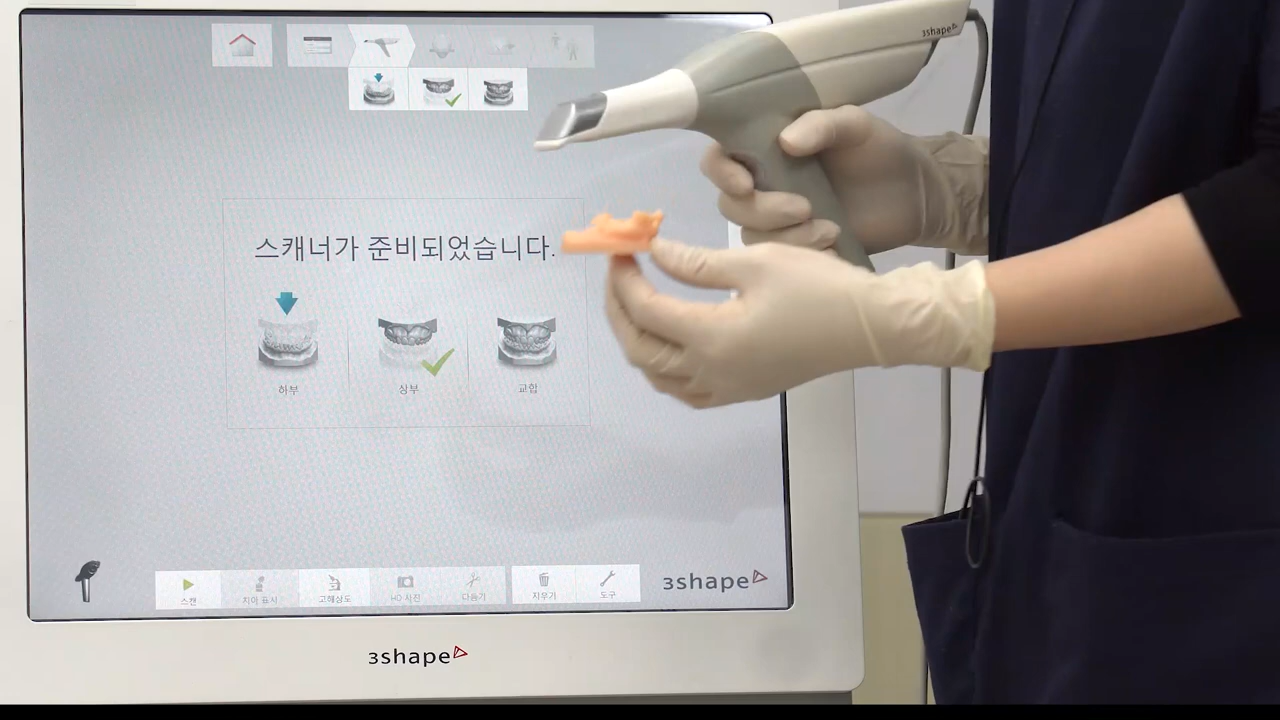 3shape
스캐너가 준비되었습니다.
하부
상부
교합
스캔
치아 표시
고해상도
HD 사진
다듬기
지우기
도구
3shape
3shape